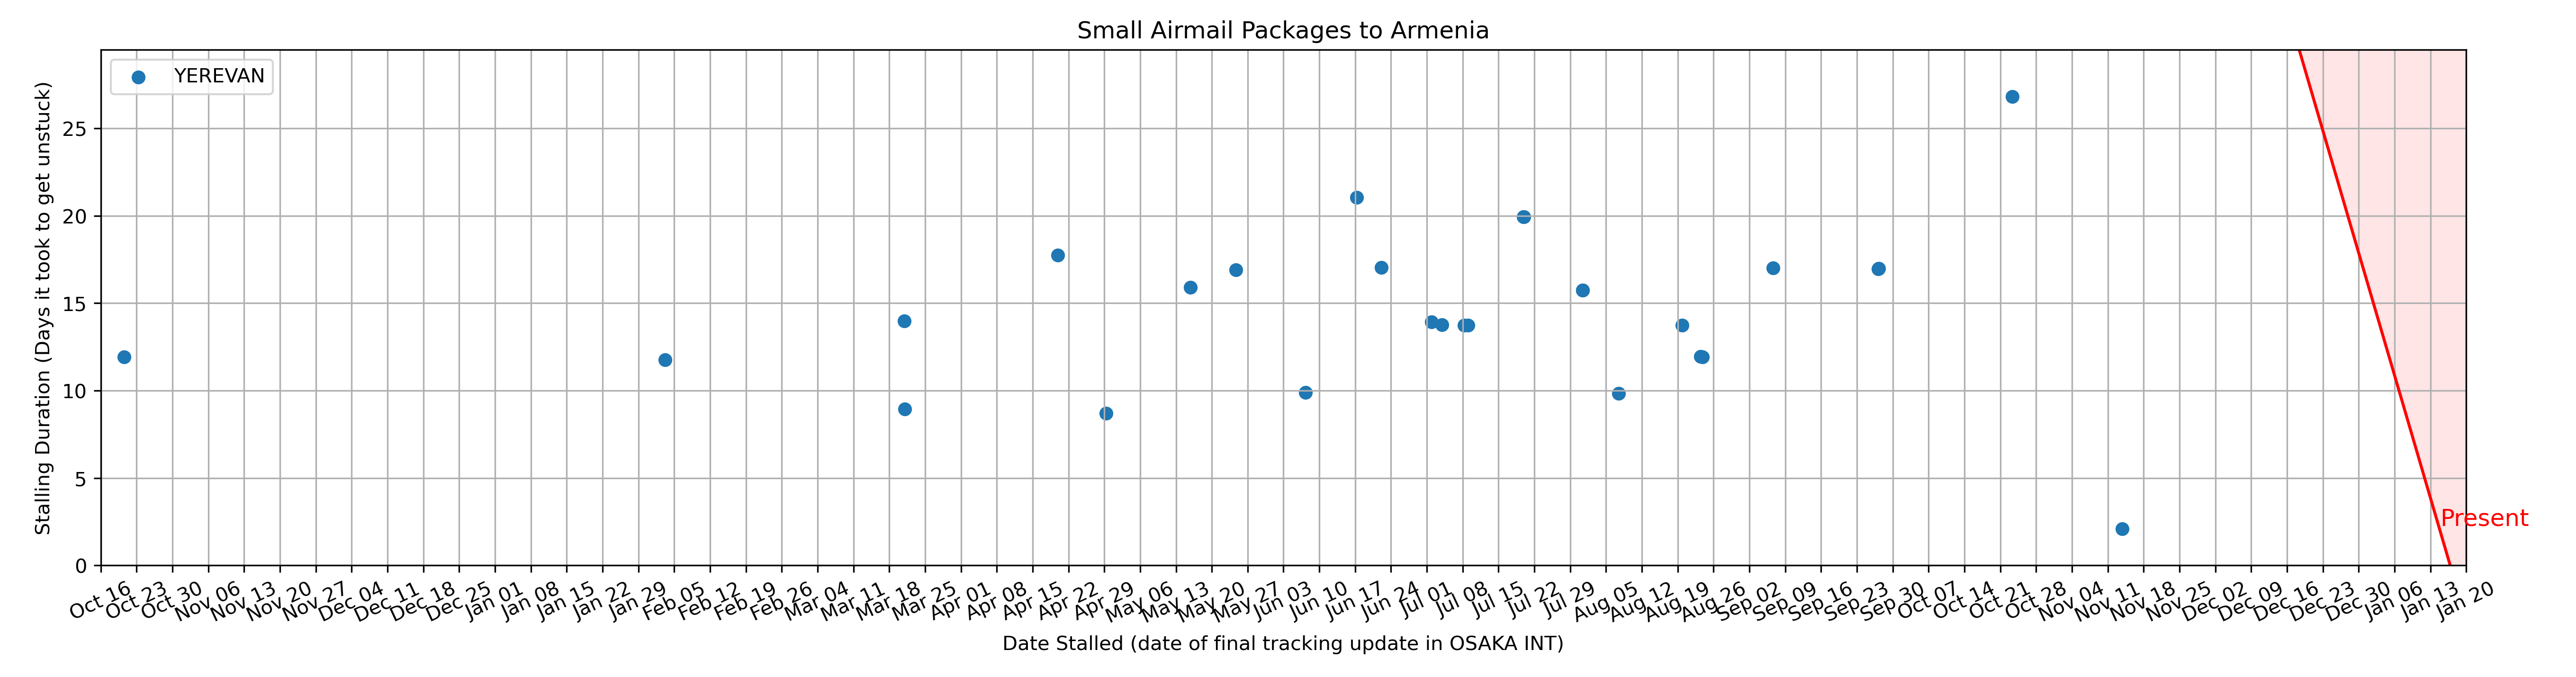 Small Airmail Packages to Armenia
YEREVAN
Stalling Duration (Days it took to get unstuck)
25
20
15
10
5
0
Present
Oct 16
Oct 23
Oct 30
Nov 06
Nov 13
Nov 20
Nov 27
Dec 04
Dec 11
Dec 18
Dec 25
Jan 01
Jan 08
Jan 15
Jan 22
Jan 29
Feb 05
Feb 12
Feb 19
Feb 26
Mar 04
Mar 11
Mar 18
Mar 25
Apr 01
Apr 08
Apr 15
Apr 22
Apr 29
May 06
May 13
May 20
May 27
Jun 03
Jun 10
Jun 17
Jun 24
Jul 01
Jul 08
Jul 15
Jul 22
Jul 29
Aug 05
Aug 12
Aug 19
Aug 26
Sep 02
Sep 09
Sep 16
Sep 23
Sep 30
Oct 07
Oct 14
Oct 21
Oct 28
Nov 04
Nov 11
Nov 18
Nov 25
Dec 02
Dec 09
Dec 16
Dec 23
Dec 30
Jan 06
Jan 13
Jan 20
Date Stalled (date of final tracking update in OSAKA INT)